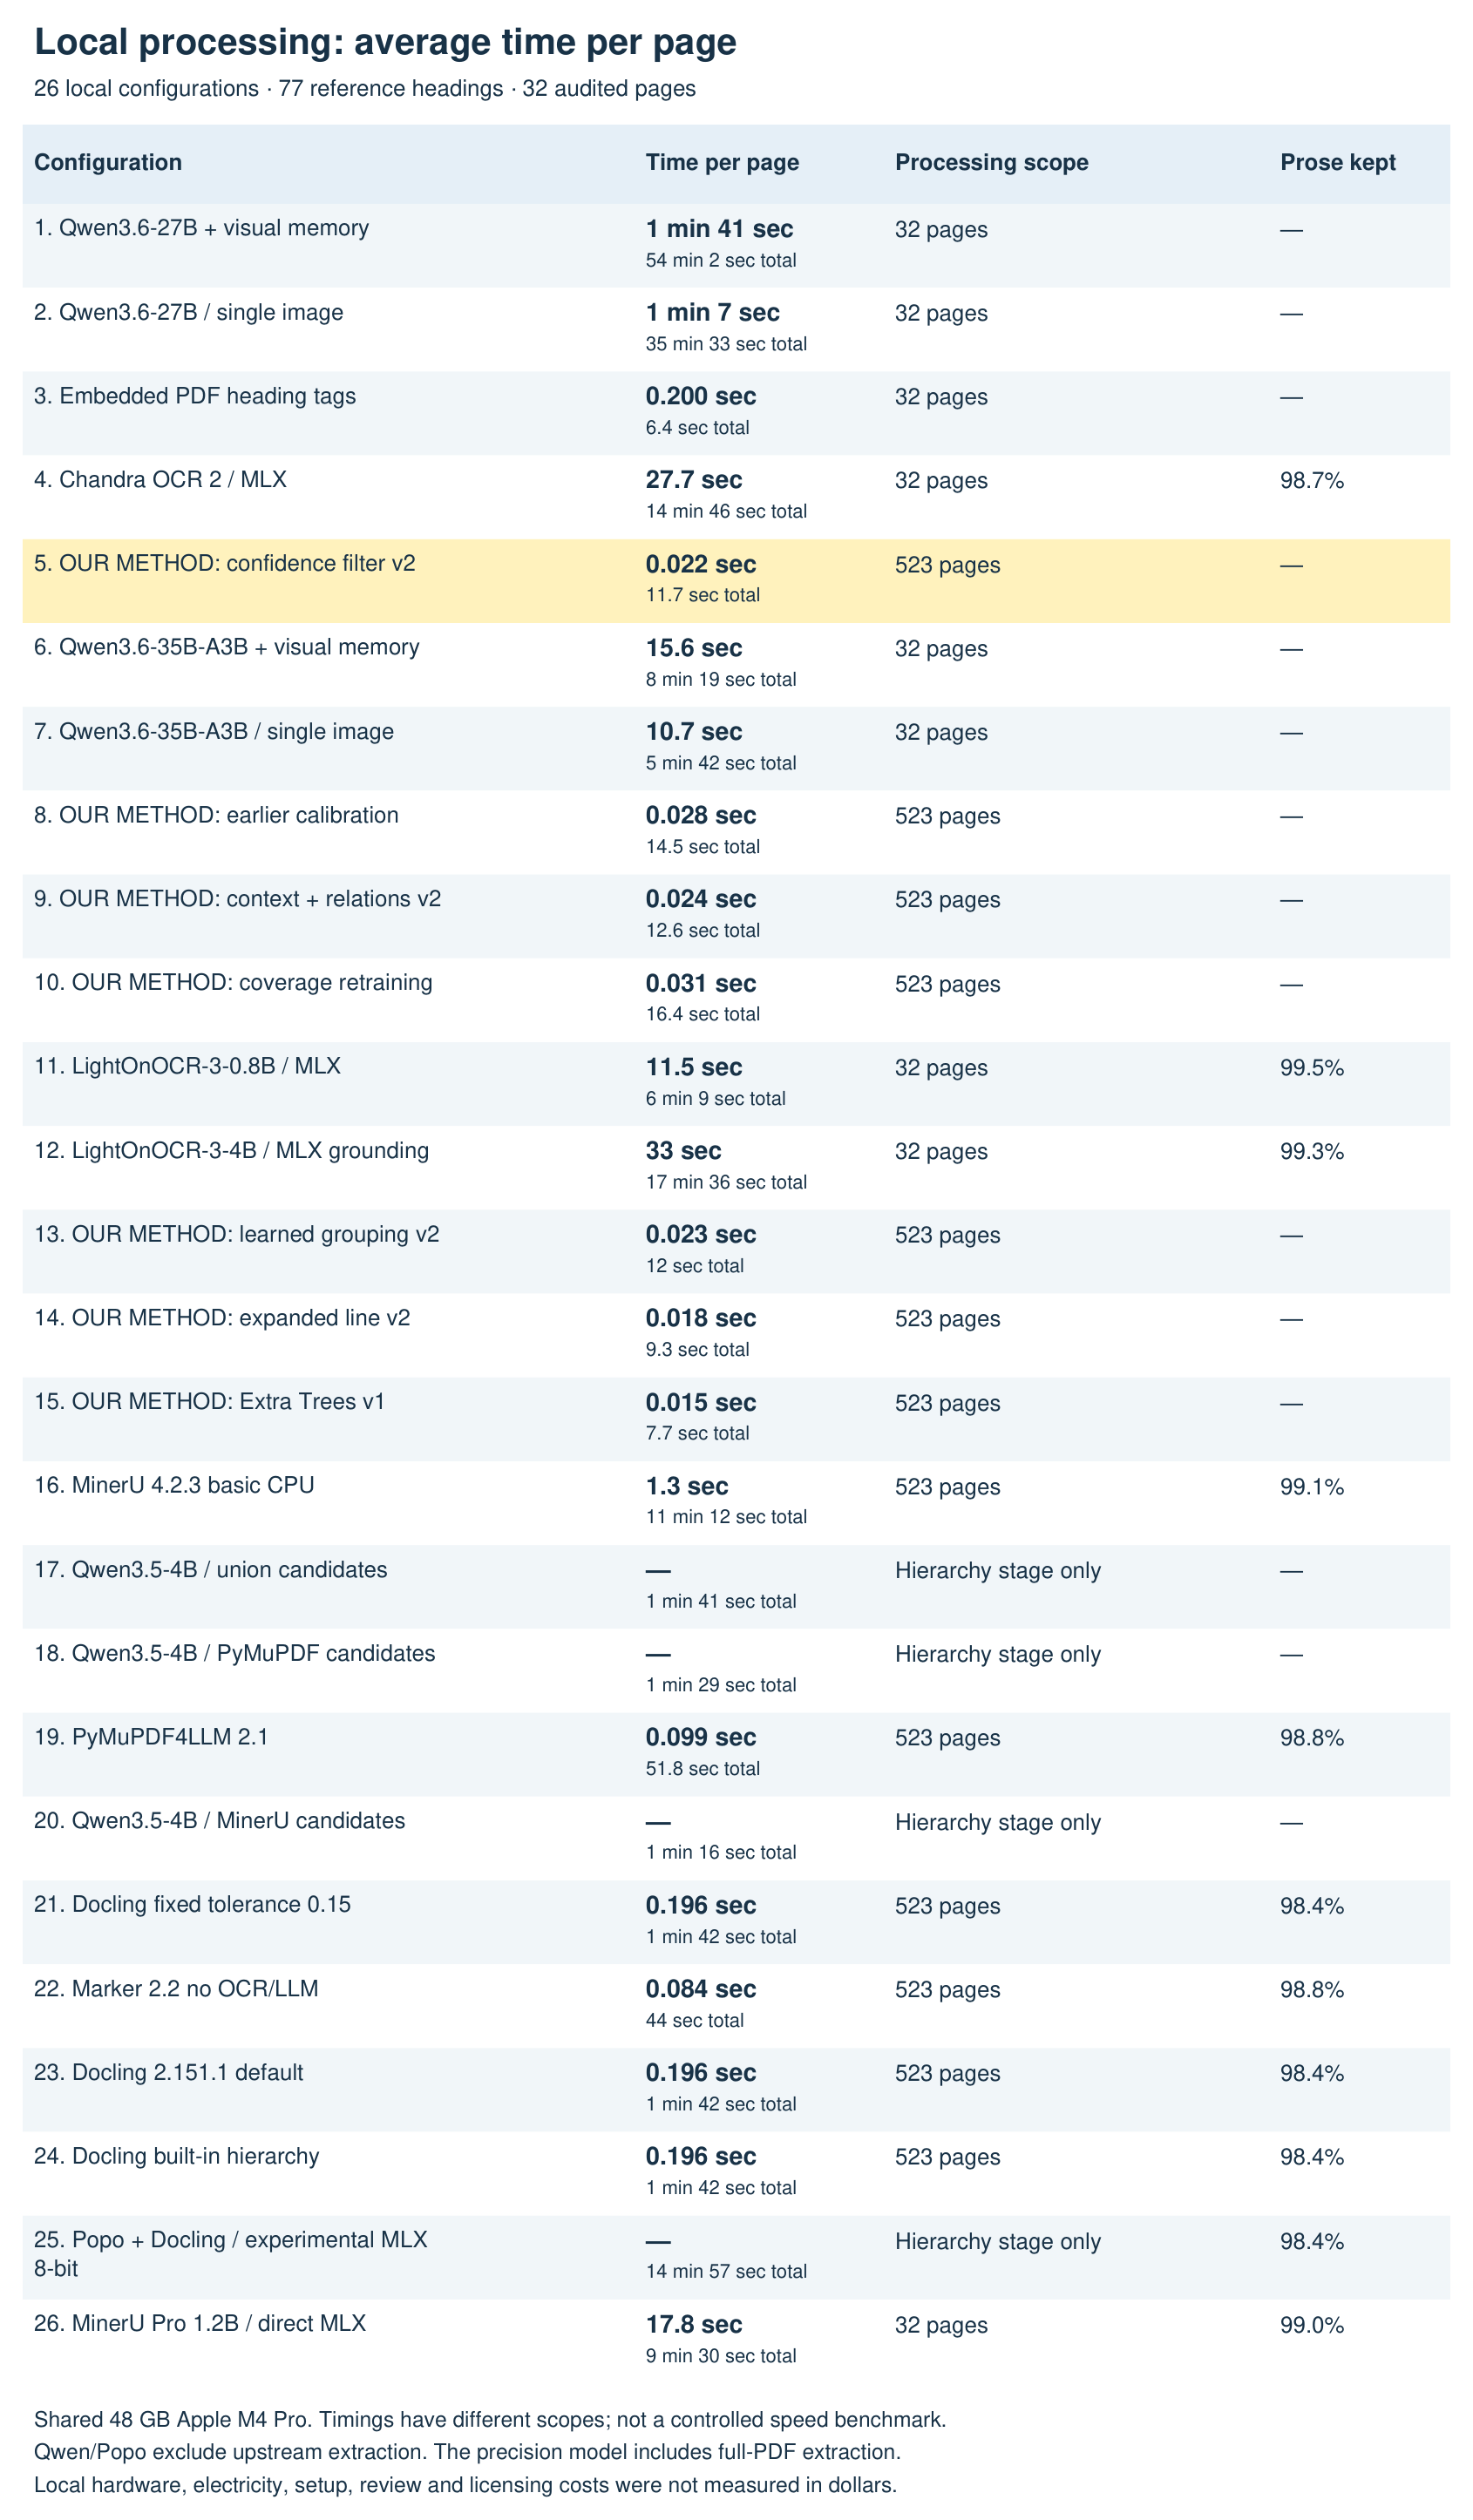 Local processing: average time per page
26 local configurations · 77 reference headings · 32 audited pages
Configuration Time per page Processing scope Prose kept
1. Qwen3.6-27B + visual memory 1 min 41 sec 32 pages —
54 min 2 sec total
2. Qwen3.6-27B / single image 1 min 7 sec 32 pages —
35 min 33 sec total
3. Embedded PDF heading tags 0.200 sec 32 pages —
6.4 sec total
4. Chandra OCR 2 / MLX 27.7 sec 32 pages 98.7%
14 min 46 sec total
5. OUR METHOD: confidence filter v2 0.022 sec 523 pages —
11.7 sec total
6. Qwen3.6-35B-A3B + visual memory 15.6 sec 32 pages —
8 min 19 sec total
7. Qwen3.6-35B-A3B / single image 10.7 sec 32 pages —
5 min 42 sec total
8. OUR METHOD: earlier calibration 0.028 sec 523 pages —
14.5 sec total
9. OUR METHOD: context + relations v2 0.024 sec 523 pages —
12.6 sec total
10. OUR METHOD: coverage retraining 0.031 sec 523 pages —
16.4 sec total
11. LightOnOCR-3-0.8B / MLX 11.5 sec 32 pages 99.5%
6 min 9 sec total
12. LightOnOCR-3-4B / MLX grounding 33 sec 32 pages 99.3%
17 min 36 sec total
13. OUR METHOD: learned grouping v2 0.023 sec 523 pages —
12 sec total
14. OUR METHOD: expanded line v2 0.018 sec 523 pages —
9.3 sec total
15. OUR METHOD: Extra Trees v1 0.015 sec 523 pages —
7.7 sec total
16. MinerU 4.2.3 basic CPU 1.3 sec 523 pages 99.1%
11 min 12 sec total
17. Qwen3.5-4B / union candidates — Hierarchy stage only —
1 min 41 sec total
18. Qwen3.5-4B / PyMuPDF candidates — Hierarchy stage only —
1 min 29 sec total
19. PyMuPDF4LLM 2.1 0.099 sec 523 pages 98.8%
51.8 sec total
20. Qwen3.5-4B / MinerU candidates — Hierarchy stage only —
1 min 16 sec total
21. Docling fixed tolerance 0.15 0.196 sec 523 pages 98.4%
1 min 42 sec total
22. Marker 2.2 no OCR/LLM 0.084 sec 523 pages 98.8%
44 sec total
23. Docling 2.151.1 default 0.196 sec 523 pages 98.4%
1 min 42 sec total
24. Docling built-in hierarchy 0.196 sec 523 pages 98.4%
1 min 42 sec total
25. Popo + Docling / experimental MLX — Hierarchy stage only 98.4%
8-bit 14 min 57 sec total
26. MinerU Pro 1.2B / direct MLX 17.8 sec 32 pages 99.0%
9 min 30 sec total
Shared 48 GB Apple M4 Pro. Timings have different scopes; not a controlled speed benchmark.
Qwen/Popo exclude upstream extraction. The precision model includes full-PDF extraction.
Local hardware, electricity, setup, review and licensing costs were not measured in dollars.